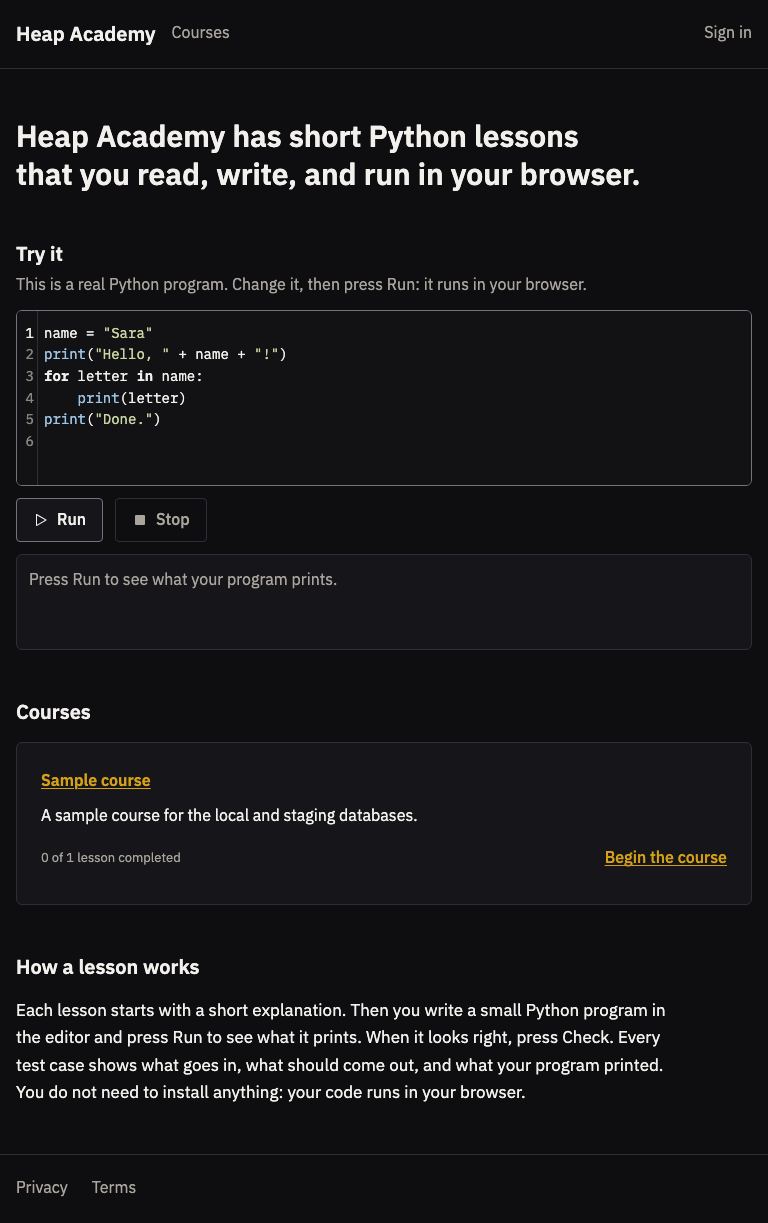 Heap Academy Courses Sign in
Heap Academy has short Python lessons
that you read, write, and run in your browser.
Try it
This is a real Python program. Change it, then press Run: it runs in your browser.
1 name = "Sara"
2 print("Hello, " + name + "!")
3 for letter in name:
4     print(letter)
5 print("Done.")
6
Run Stop
Press Run to see what your program prints.
Courses
Sample course
A sample course for the local and staging databases.
0 of 1 lesson completed Begin the course
How a lesson works
Each lesson starts with a short explanation. Then you write a small Python program in
the editor and press Run to see what it prints. When it looks right, press Check. Every
test case shows what goes in, what should come out, and what your program printed.
You do not need to install anything: your code runs in your browser.
Privacy Terms